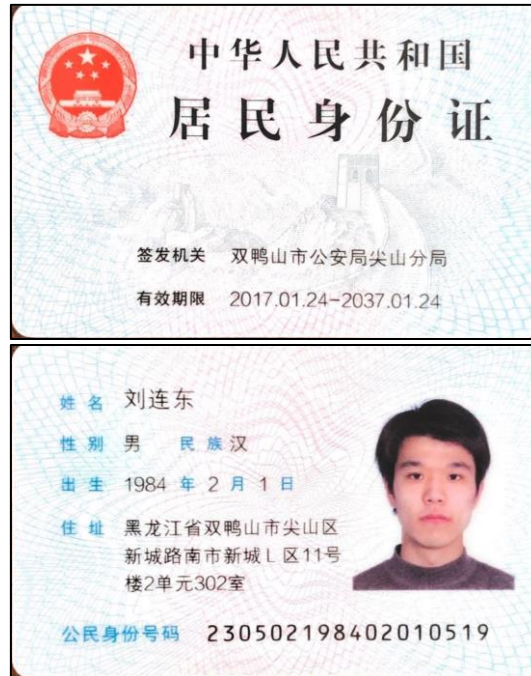 中华人民共和国
居民身份证
签发机关 双鸭山市公安局尖山分局
有效期限 2017.01.24-2037.01.24
姓名 刘连东
性别 男 民族 汉
出生 1984 年 2 月 1 日
住址 黑龙江省双鸭山市尖山区
新城路南市新城L区11号
楼2单元302室
公民身份号码 230502198402010519